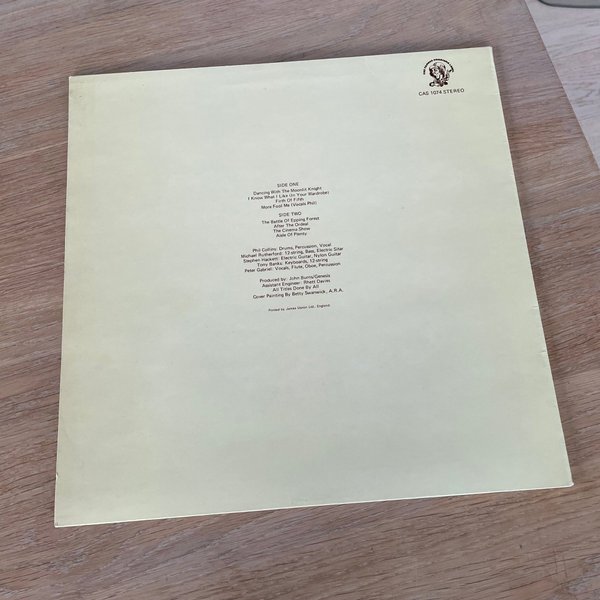 CAS 1074 STEREO
SIDE ONE
Dancing With The Moonlit Knight
I Know What I Like (In Your Wardrobe)
Firth Of Fifth
More Fool Me (Vocals Phil)
SIDE TWO
The Battle Of Epping Forest
After The Ordeal
The Cinema Show
Aisle Of Plenty
Phil Collins: Drums, Percussion, Vocal
Michael Rutherford: 12-string, Bass, Electric Sitar
Stephen Hackett: Electric Guitar, Nylon Guitar
Tony Banks: Keyboards, 12-string
Peter Gabriel: Vocals, Flute, Oboe, Percussion
Produced by: John Burns/Genesis
Assistant Engineer: Rhett Davies
All Titles Done By All
Cover Painting By Betty Swanwick, A.R.A.
Printed by: James Upton Ltd., England.